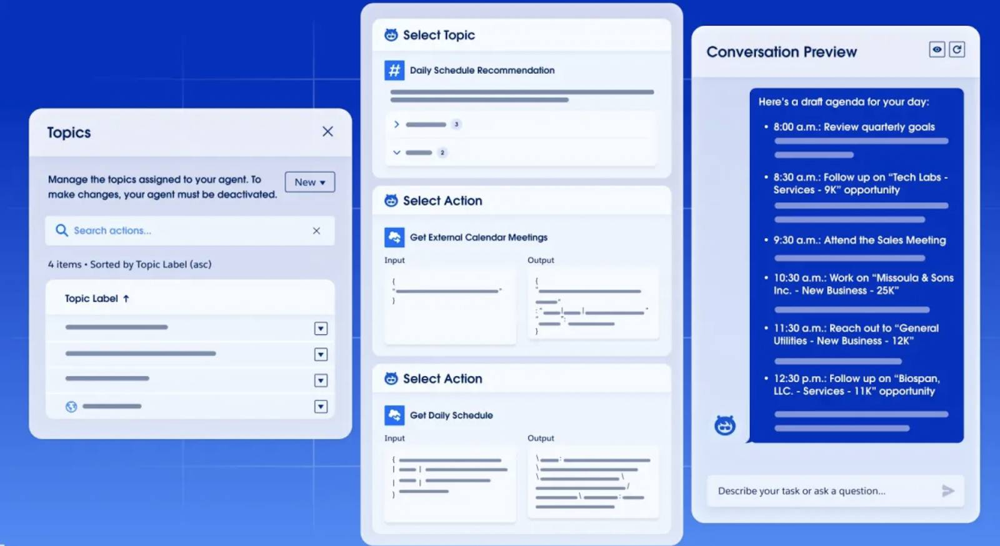 Topics
Manage the topics assigned to your agent. To
make changes, your agent must be deactivated.
New
Search actions...
4 items • Sorted by Topic Label (asc)
Topic Label ↑
Select Topic
# Daily Schedule Recommendation
3
2
Select Action
Get External Calendar Meetings
Input
Output
{
" "
}
{
"
"
: " | | "
" ":
}
Select Action
Get Daily Schedule
Input
Output
{
| |
| |
}
\ :
\
\ \
/
\ :
Conversation Preview
Here's a draft agenda for your day:
• 8:00 a.m.: Review quarterly goals
• 8:30 a.m.: Follow up on “Tech Labs -
Services - 9K” opportunity
• 9:30 a.m.: Attend the Sales Meeting
• 10:30 a.m.: Work on “Missoula & Sons
Inc. - New Business - 25K”
• 11:30 a.m.: Reach out to “General
Utilities - New Business - 12K”
• 12:30 p.m.: Follow up on “Biospan,
LLC. - Services - 11K” opportunity
Describe your task or ask a question...